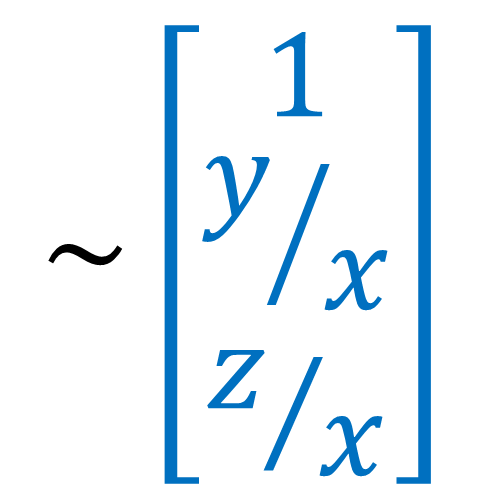 ~ [ 1
y/x
z/x ]